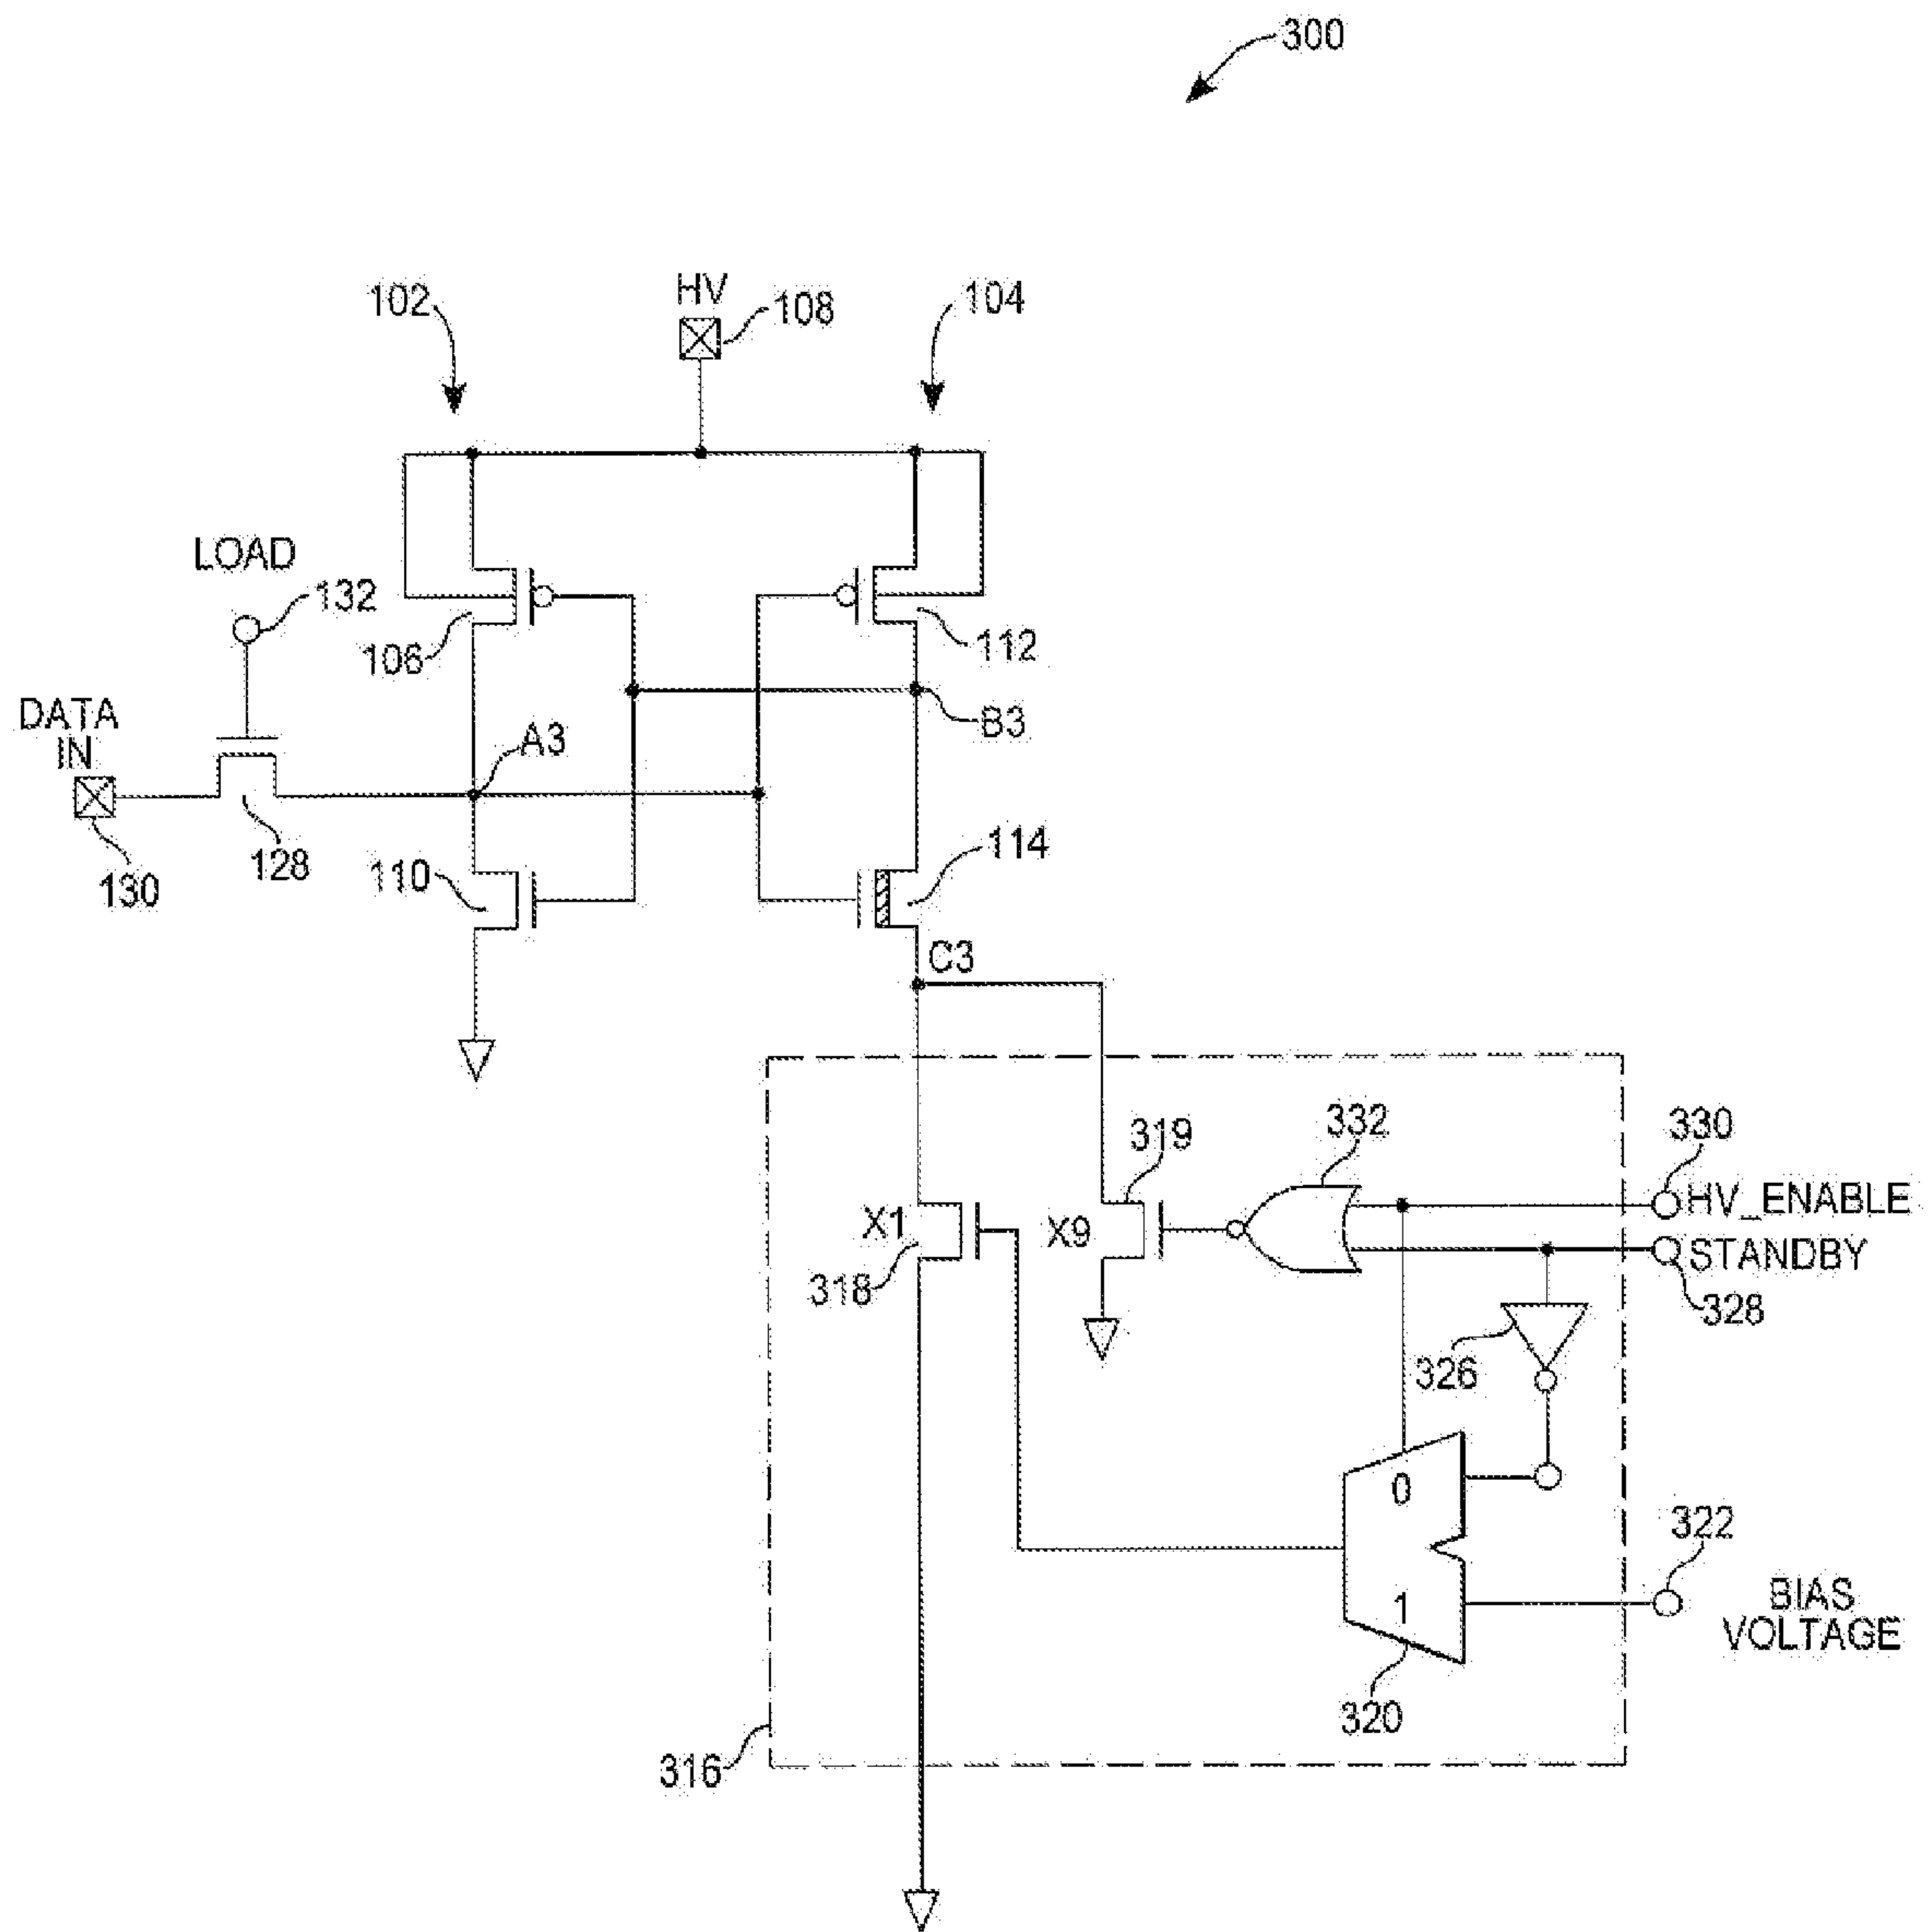 300
HV
102
108
104
LOAD
132
106
112
DATA
IN
A3
B3
130
128
110
114
C3
319
332
330
HV_ENABLE
X1
X9
STANDBY
318
328
326
0
322
1
BIAS
VOLTAGE
320
316